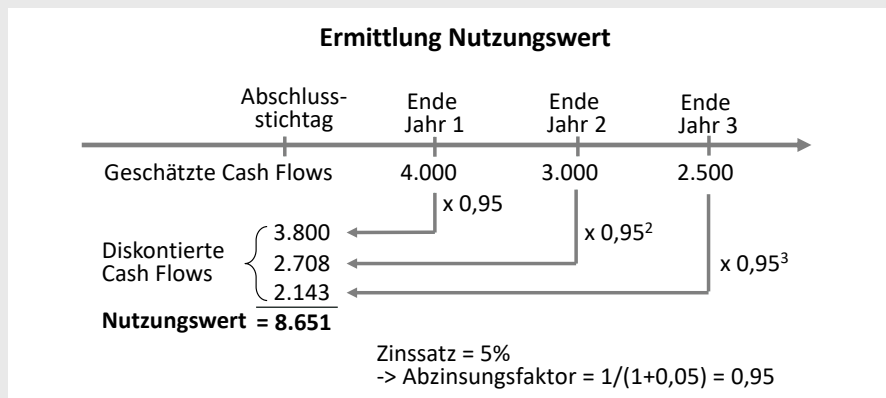 Ermittlung Nutzungswert
Abschluss-
stichtag
Ende
Jahr 1
Ende
Jahr 2
Ende
Jahr 3
Geschätzte Cash Flows 4.000 3.000 2.500
x 0,95
x 0,95²
x 0,95³
Diskontierte
Cash Flows
3.800
2.708
2.143
Nutzungswert = 8.651
Zinssatz = 5%
-> Abzinsungsfaktor = 1/(1+0,05) = 0,95